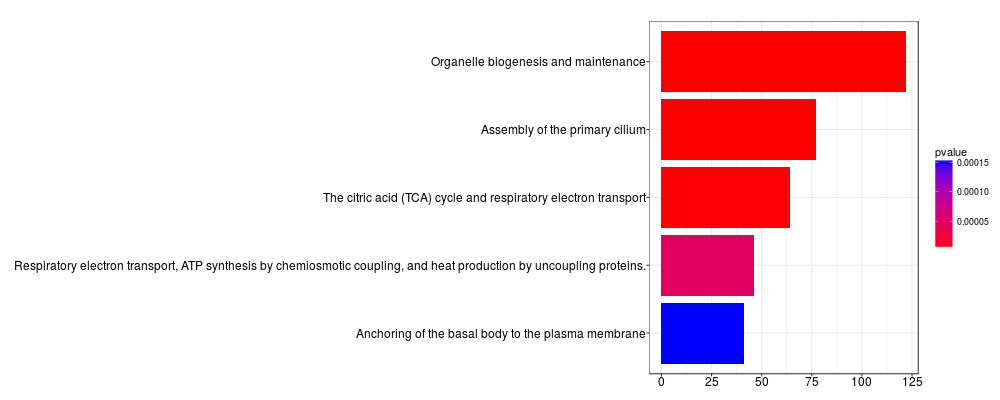 Organelle biogenesis and maintenance
Assembly of the primary cilium
The citric acid (TCA) cycle and respiratory electron transport
Respiratory electron transport, ATP synthesis by chemiosmotic coupling, and heat production by uncoupling proteins.
Anchoring of the basal body to the plasma membrane
0 25 50 75 100 125
pvalue
0.00015
0.00010
0.00005